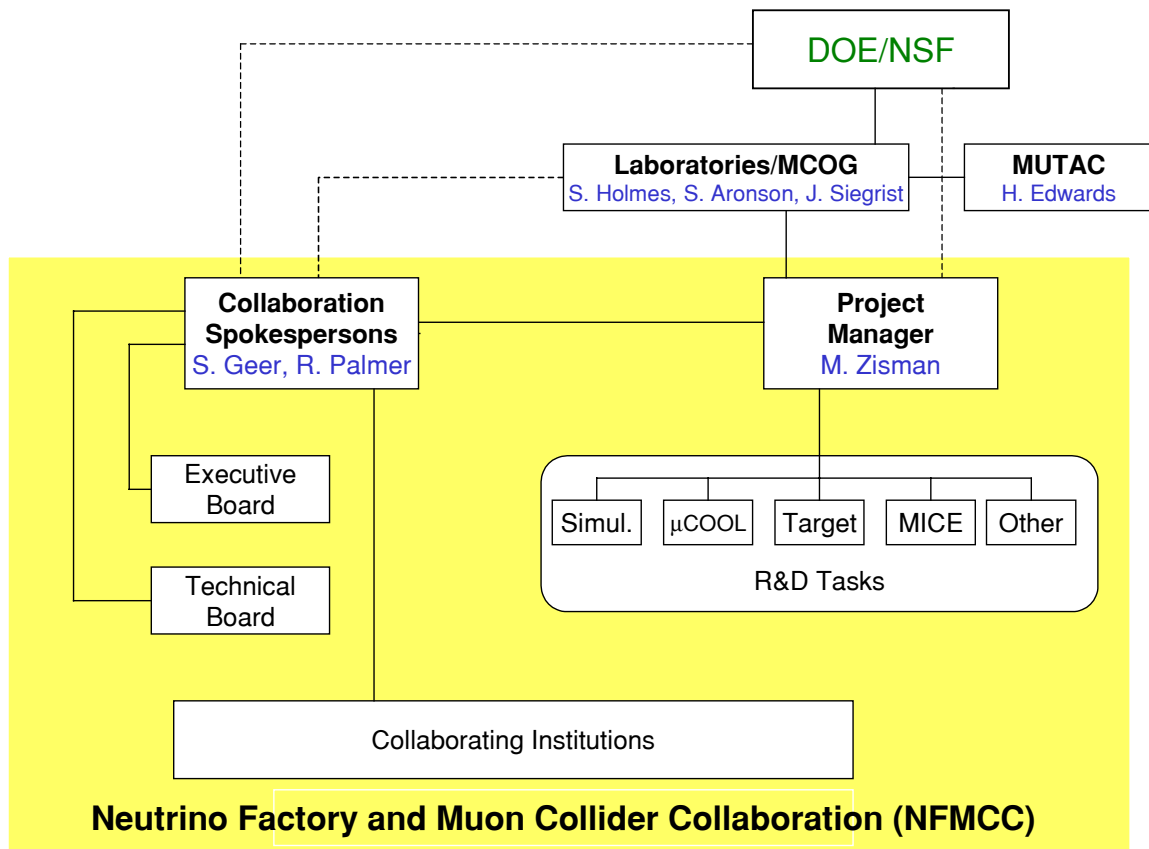 DOE/NSF
Laboratories/MCOG
S. Holmes, S. Aronson, J. Siegrist
MUTAC
H. Edwards
Collaboration
Spokespersons
S. Geer, R. Palmer
Project
Manager
M. Zisman
Executive
Board
Technical
Board
Simul.
μCOOL
Target
MICE
Other
R&D Tasks
Collaborating Institutions
Neutrino Factory and Muon Collider Collaboration (NFMCC)